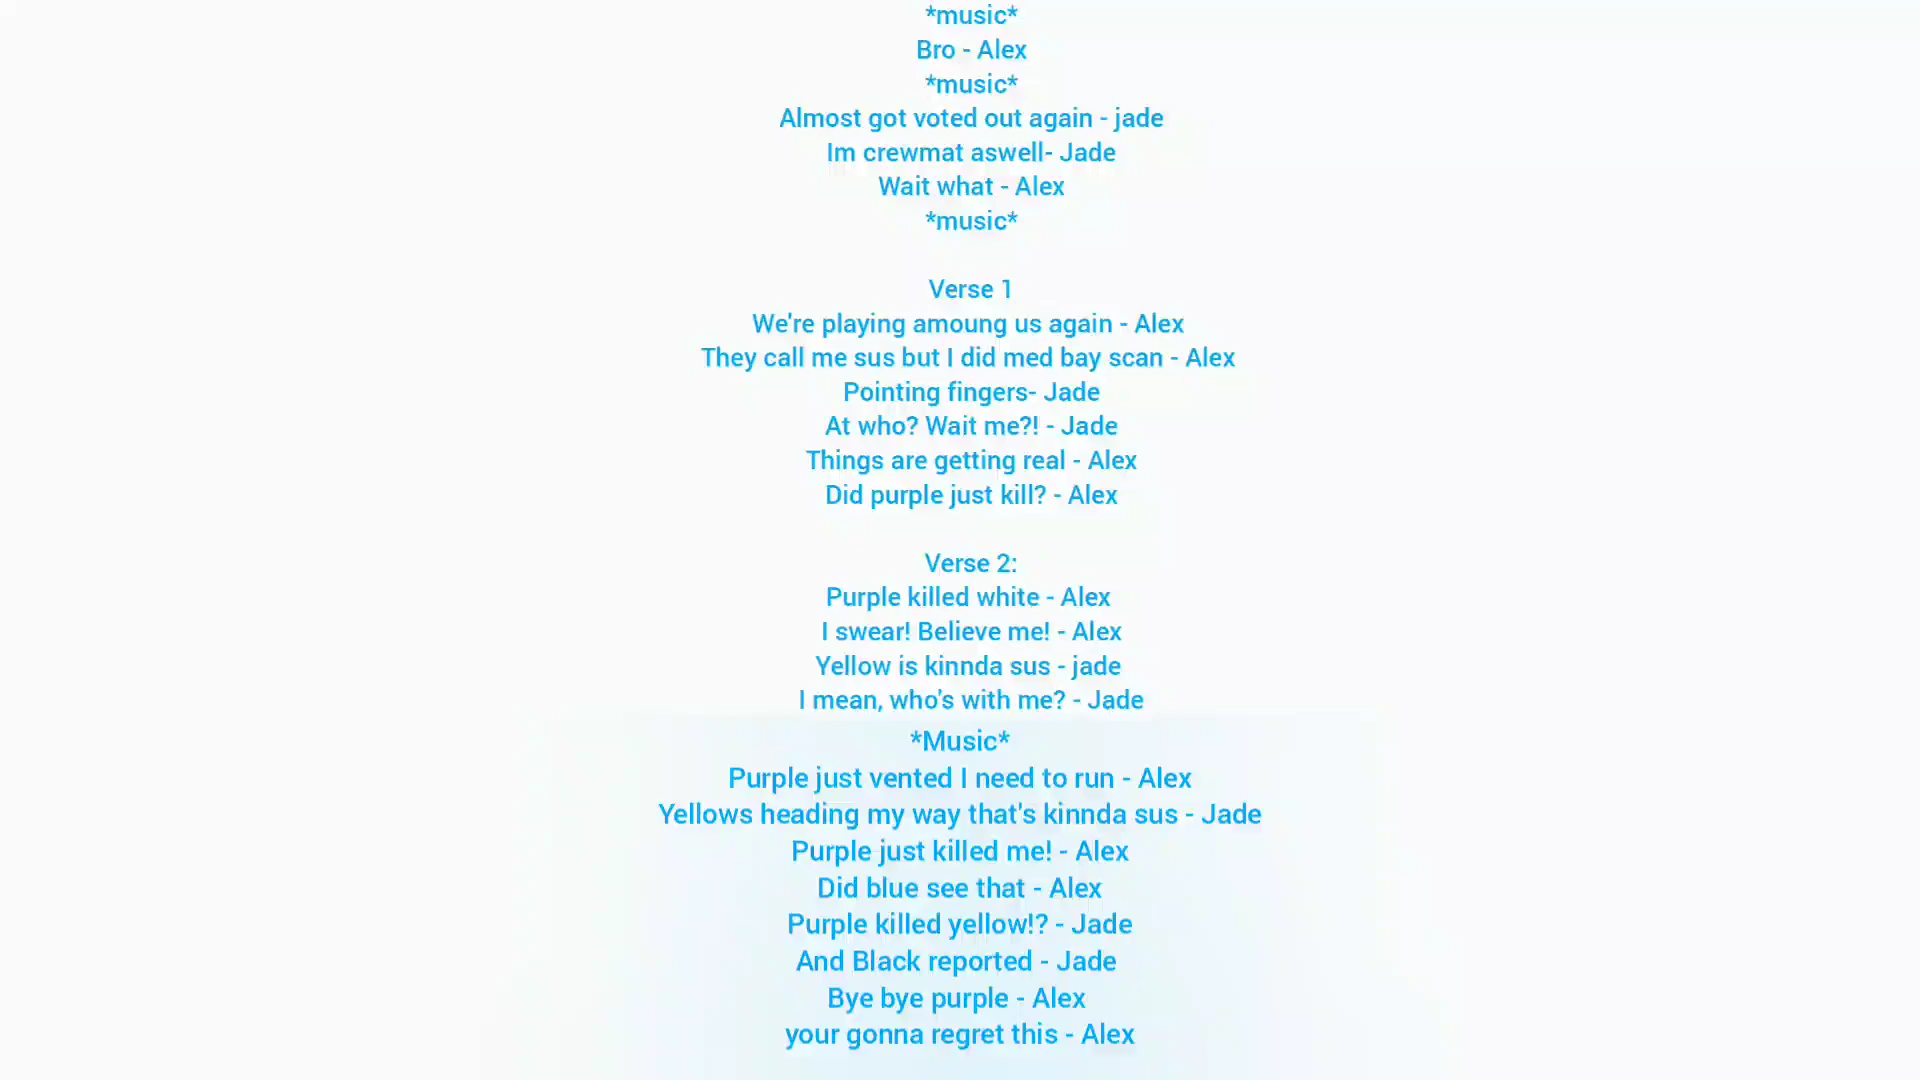 *music*
Bro - Alex
*music*
Almost got voted out again - jade
Im crewmat aswell- Jade
Wait what - Alex
*music*
Verse 1
We're playing amoung us again - Alex
They call me sus but I did med bay scan - Alex
Pointing fingers- Jade
At who? Wait me?! - Jade
Things are getting real - Alex
Did purple just kill? - Alex
Verse 2:
Purple killed white - Alex
I swear! Believe me! - Alex
Yellow is kinnda sus - jade
I mean, who's with me? - Jade
*Music*
Purple just vented I need to run - Alex
Yellows heading my way that's kinnda sus - Jade
Purple just killed me! - Alex
Did blue see that - Alex
Purple killed yellow!? - Jade
And Black reported - Jade
Bye bye purple - Alex
your gonna regret this - Alex